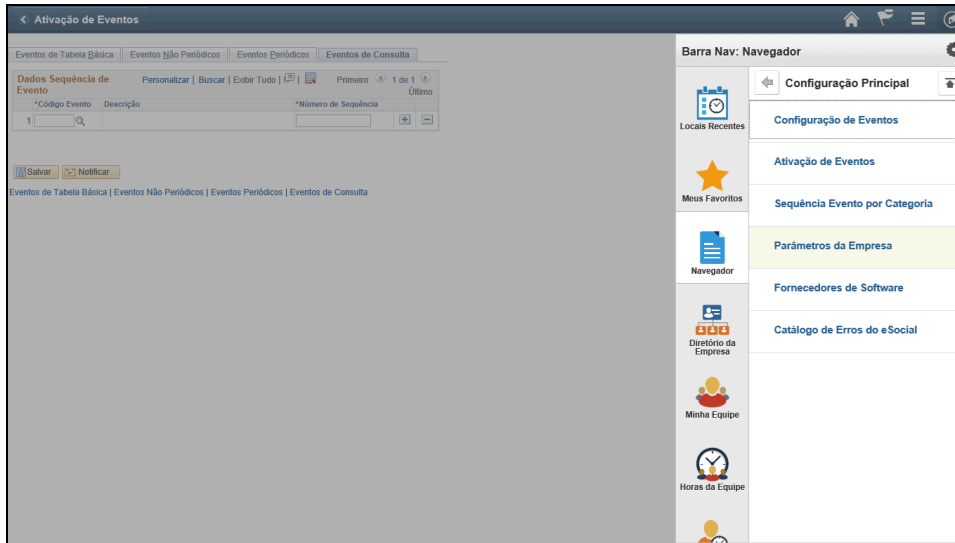 Ativação de Eventos
Eventos de Tabela Básica
Eventos Não Periódicos
Eventos Periódicos
Eventos de Consulta
Dados Sequência de Evento
Personalizar | Buscar | Exibir Tudo |
Primeiro 1 de 1 Último
*Código Evento Descrição *Número de Sequência
1
Salvar Notificar
Eventos de Tabela Básica | Eventos Não Periódicos | Eventos Periódicos | Eventos de Consulta
Barra Nav: Navegador
Locais Recentes
Meus Favoritos
Navegador
Diretório da
Empresa
Minha Equipe
Horas da Equipe
Configuração Principal
Configuração de Eventos
Ativação de Eventos
Sequência Evento por Categoria
Parâmetros da Empresa
Fornecedores de Software
Catálogo de Erros do eSocial